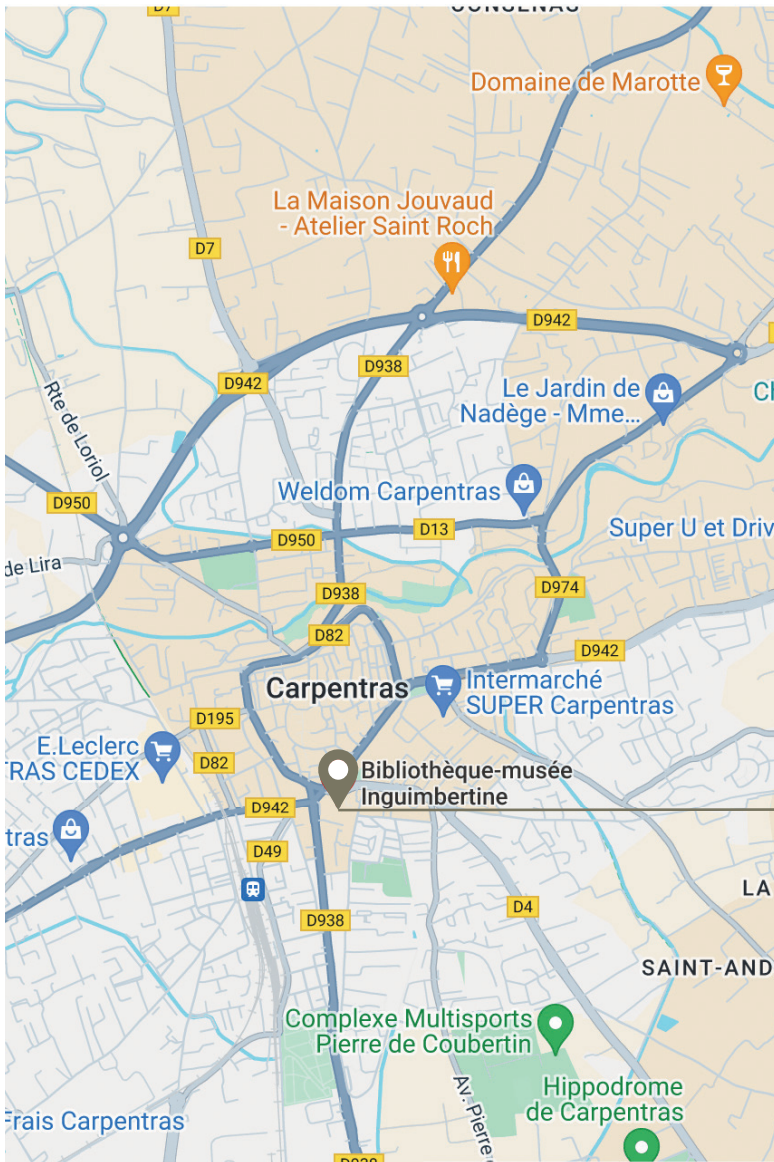 D7
Domaine de Marotte
La Maison Jouvaud
- Atelier Saint Roch
D7
D942
D938
D942
Le Jardin de
Nadège - Mme...
Rte de Loriol
Weldom Carpentras
D950
D950
D13
Super U et Driv
de Lira
D938
D974
D82
D942
Carpentras
Intermarché
SUPER Carpentras
D195
E.Leclerc
TRAS CEDEX
D82
Bibliothèque-musée
Inguimbertine
D942
tras
D49
LA
D938
D4
SAINT-AND
Complexe Multisports
Pierre de Coubertin
Av. Pierre
Hippodrome
de Carpentras
Frais Carpentras